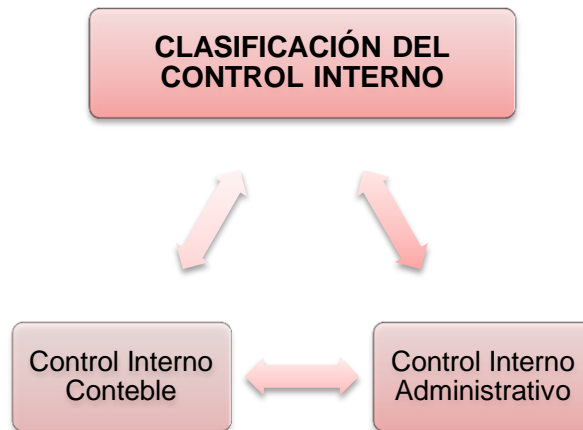 CLASIFICACIÓN DEL
CONTROL INTERNO
Control Interno
Conteble
Control Interno
Administrativo